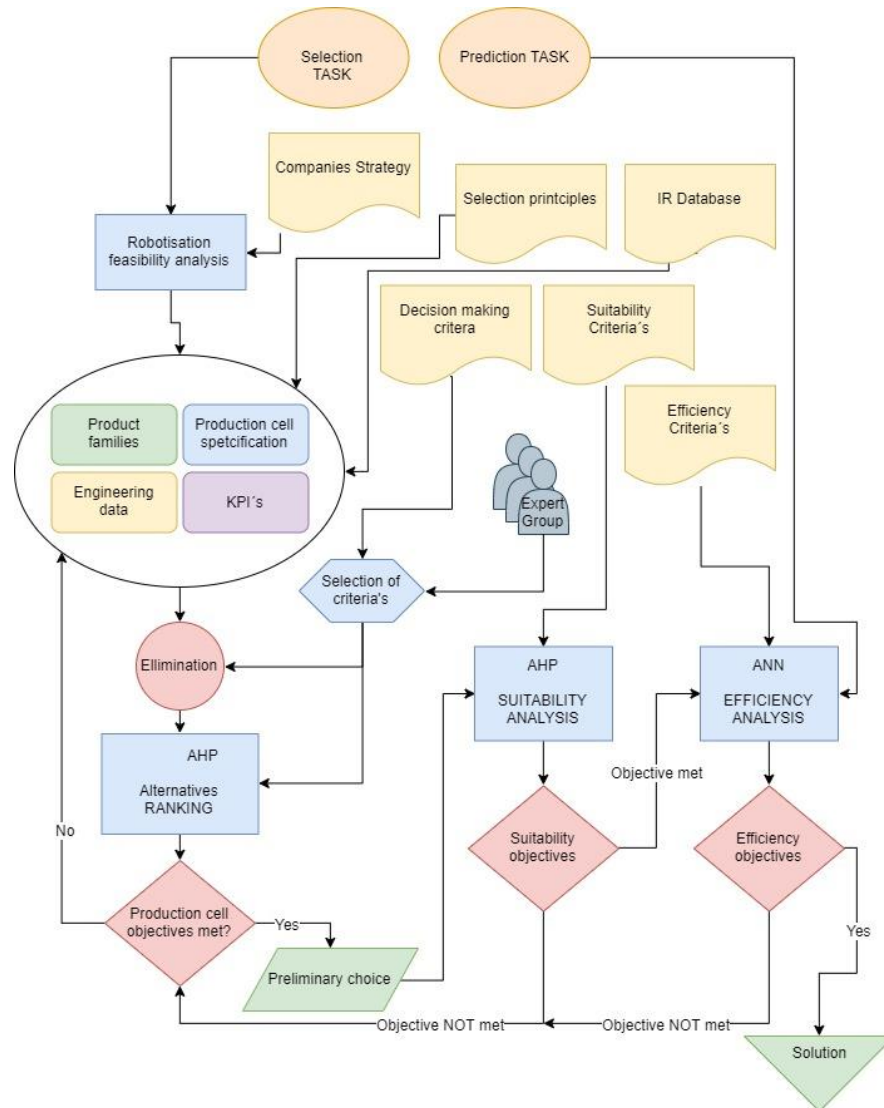 Selection
TASK
Prediction TASK
Companies Strategy
Selection printciples
IR Database
Robotisation
feasibility analysis
Decision making
critera
Suitability
Criteria´s
Efficiency
Criteria´s
Product
families
Production cell
spetcification
Engineering
data
KPI´s
Expert
Group
Selection of
criteria's
Ellimination
AHP
SUITABILITY
ANALYSIS
ANN
EFFICIENCY
ANALYSIS
AHP
Alternatives
RANKING
Objective met
No
Suitability
objectives
Efficiency
objectives
Production cell
objectives met?
Yes
Yes
Preliminary choice
Objective NOT met
Objective NOT met
Solution